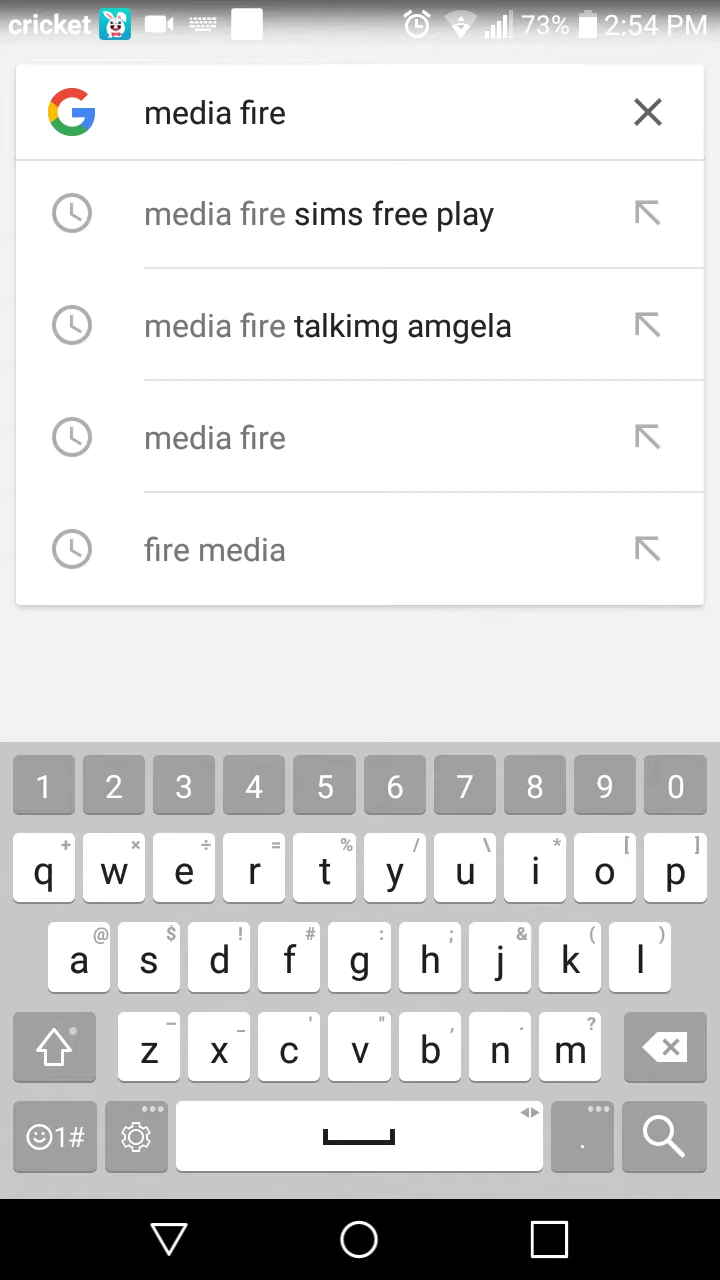 cricket 73% 2:54 PM
media fire
media fire sims free play
media fire talkimg amgela
media fire
fire media
1 2 3 4 5 6 7 8 9 0
+ × ÷ = % / \ * [ ]
q w e r t y u i o p
@ $ ! # : ; & ( )
a s d f g h j k l
– _ ' " , . ?
z x c v b n m
1# .